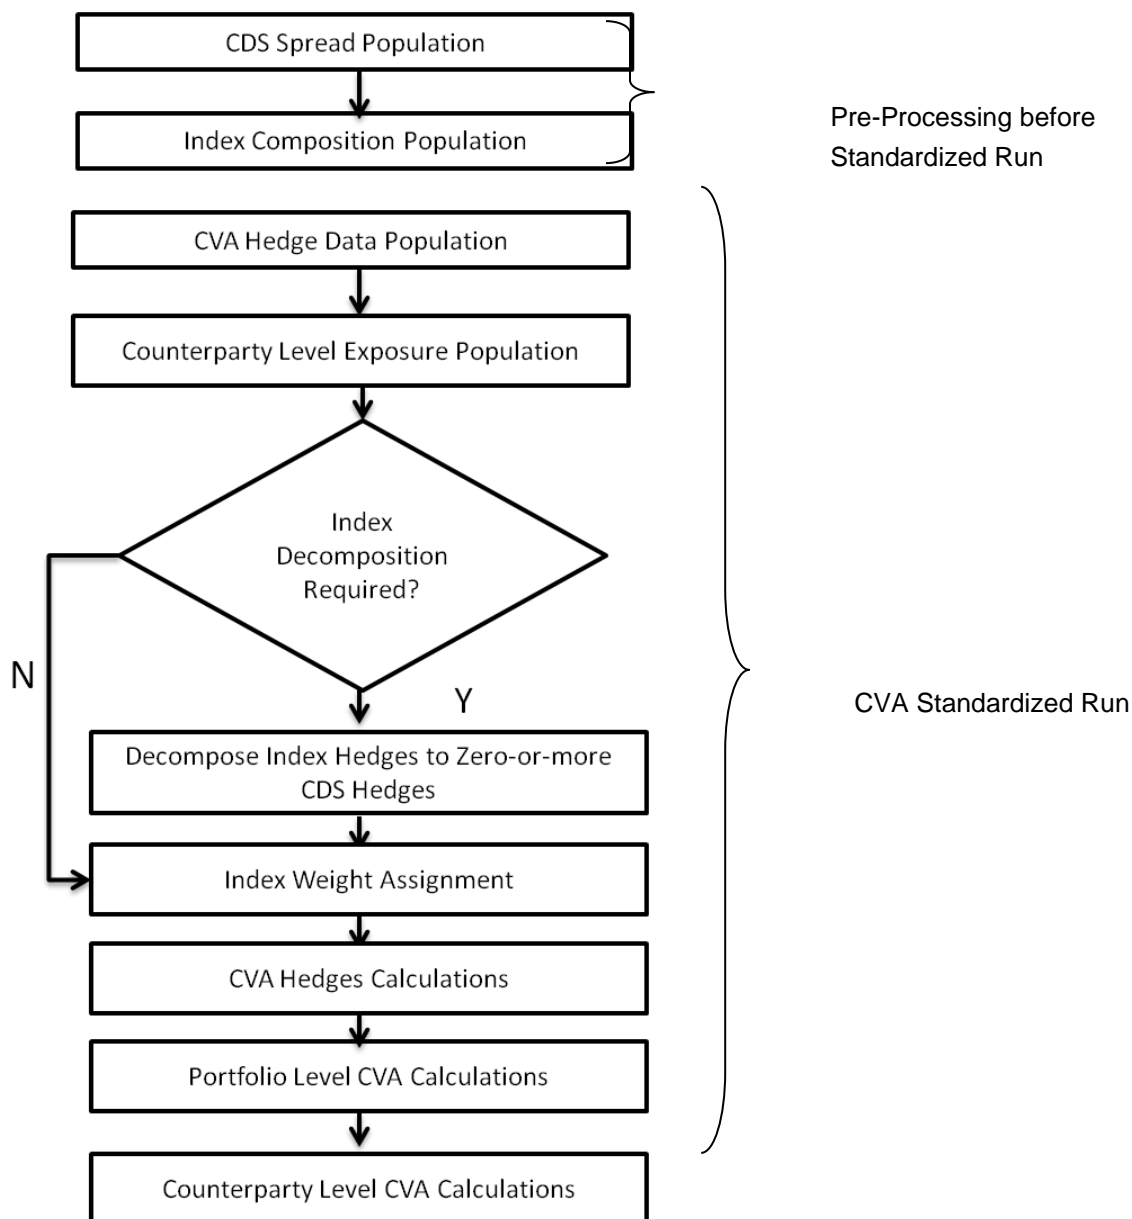 CDS Spread Population
Index Composition Population
Pre-Processing before
Standardized Run
CVA Hedge Data Population
Counterparty Level Exposure Population
Index
Decomposition
Required?
N
Y
CVA Standardized Run
Decompose Index Hedges to Zero-or-more
CDS Hedges
Index Weight Assignment
CVA Hedges Calculations
Portfolio Level CVA Calculations
Counterparty Level CVA Calculations